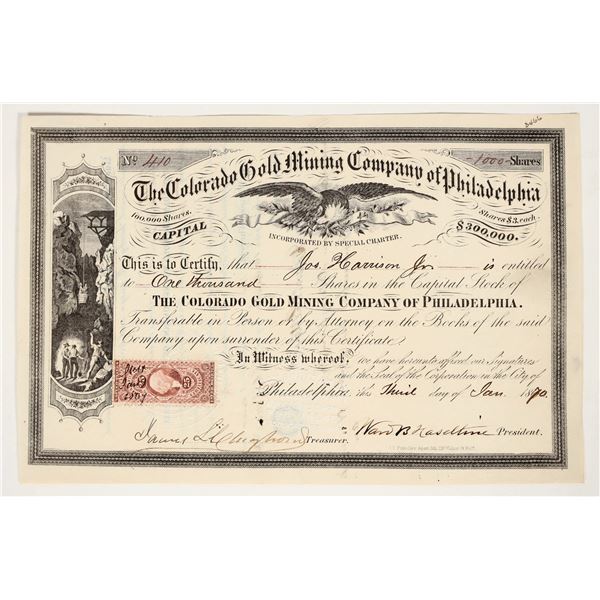 3466
No. 410 -1000- Shares
The Colorado Gold Mining Company of Philadelphia
100,000 Shares. Shares $3. each.
CAPITAL $300,000.
INCORPORATED BY SPECIAL CHARTER.
This is to Certify, that Jos. Harrison Jr. is entitled
to One thousand Shares in the Capital Stock of
THE COLORADO GOLD MINING COMPANY OF PHILADELPHIA.
Transferable in Person or by Attorney on the Books of the said
Company upon surrender of this Certificate.
In Witness whereof, we have hereunto affixed our Signatures
and the Seal of the Corporation in the City of
Philadelphia, this Third day of Jan. 1870.
25
James Treasurer. Ward B. Haseltine President.